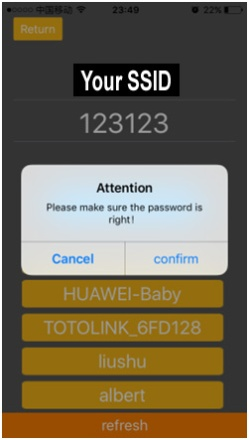 中国移动 23:49 22%
Return
Your SSID
123123
Attention
Please make sure the password is
right!
Cancel confirm
HUAWEI-Baby
TOTOLINK_6FD128
liushu
albert
refresh